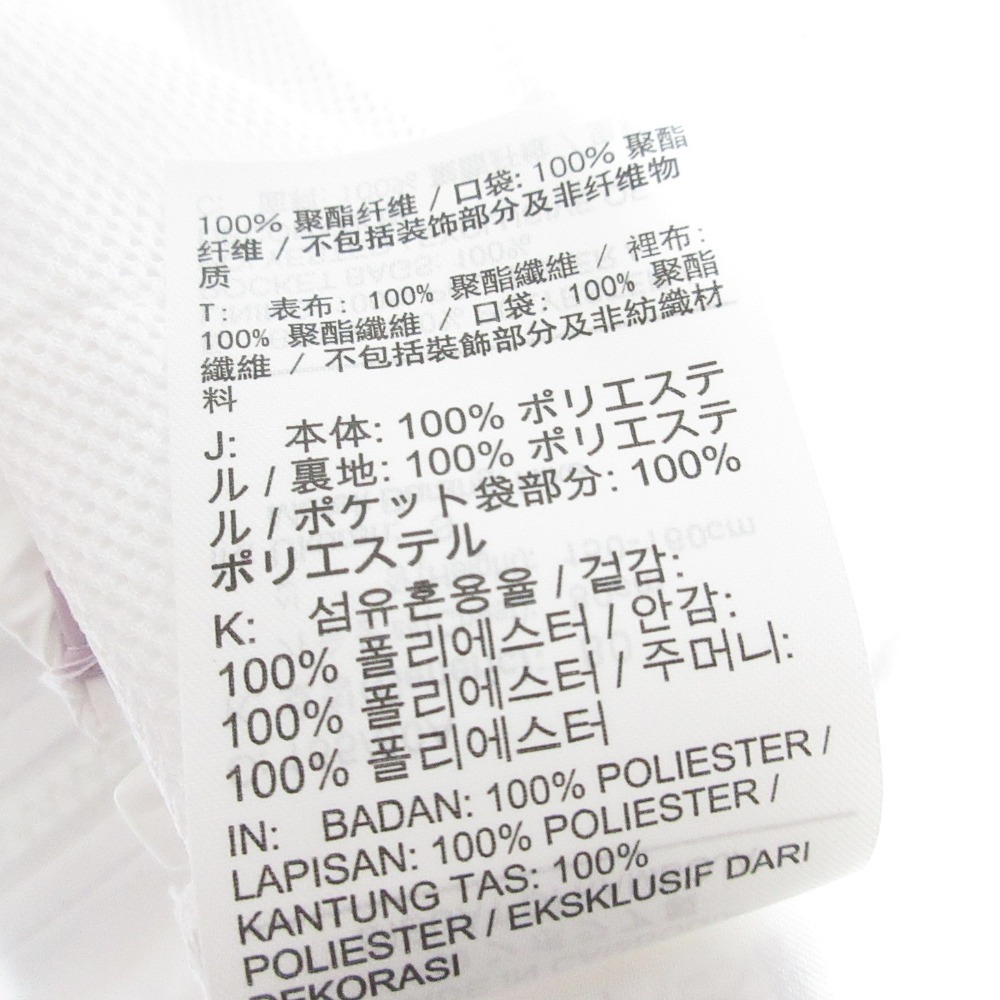 100% 聚酯纤维 / 口袋: 100% 聚酯
纤维 / 不包括装饰部分及非纤维物
质
T: 表布: 100% 聚酯纖維 / 裡布:
100% 聚酯纖維 / 口袋: 100% 聚酯
纖維 / 不包括裝飾部分及非紡織材
料
J: 本体: 100% ポリエステ
ル / 裏地: 100% ポリエステ
ル / ポケット袋部分: 100%
ポリエステル
K: 섬유혼용율 / 겉감:
100% 폴리에스터 / 안감:
100% 폴리에스터 / 주머니:
100% 폴리에스터
IN: BADAN: 100% POLIESTER /
LAPISAN: 100% POLIESTER /
KANTUNG TAS: 100%
POLIESTER / EKSKLUSIF DARI
DEKORASI